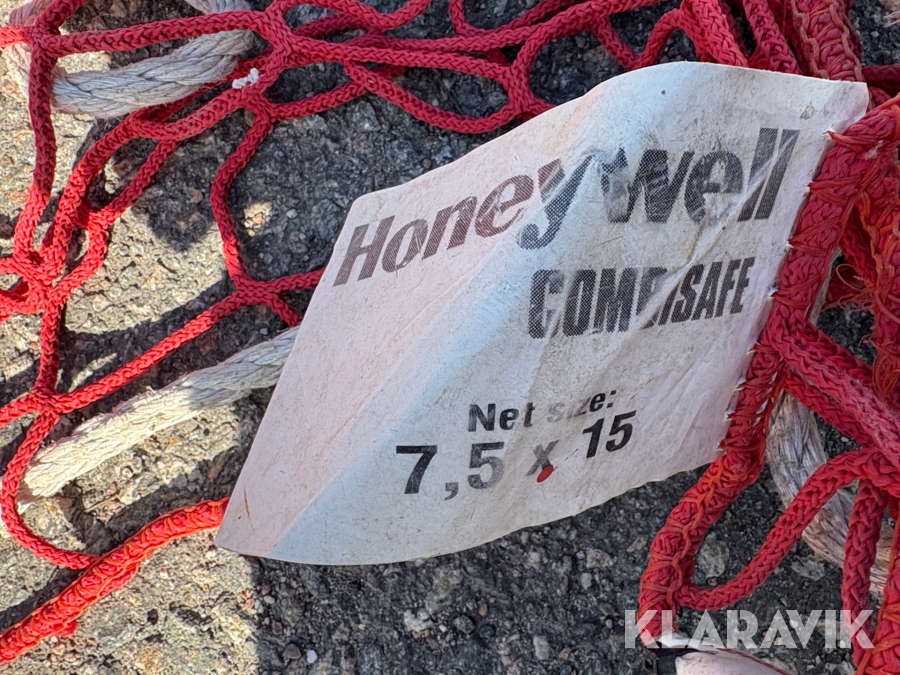 Honeywell
COMBISAFE
Net size:
7,5 x 15
KLARAVIK